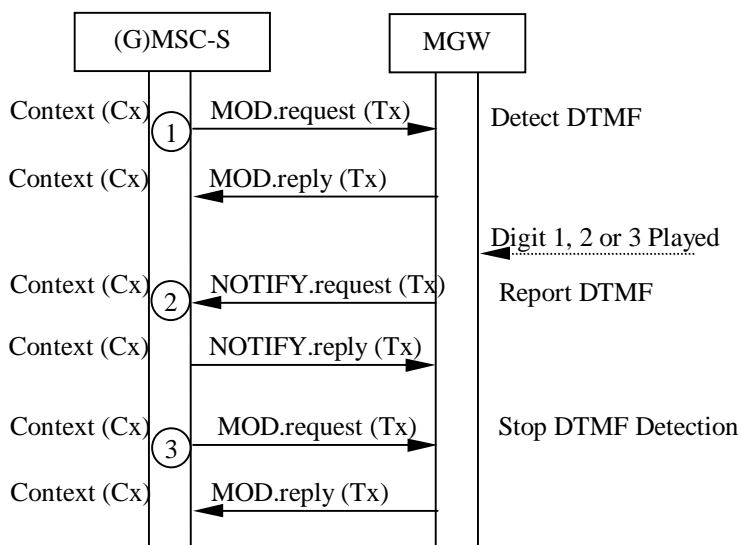 (G)MSC-S
MGW
Context (Cx) 1 MOD.request (Tx) Detect DTMF
Context (Cx) MOD.reply (Tx)
Digit 1, 2 or 3 Played
Context (Cx) 2 NOTIFY.request (Tx) Report DTMF
Context (Cx) NOTIFY.reply (Tx)
Context (Cx) 3 MOD.request (Tx) Stop DTMF Detection
Context (Cx) MOD.reply (Tx)